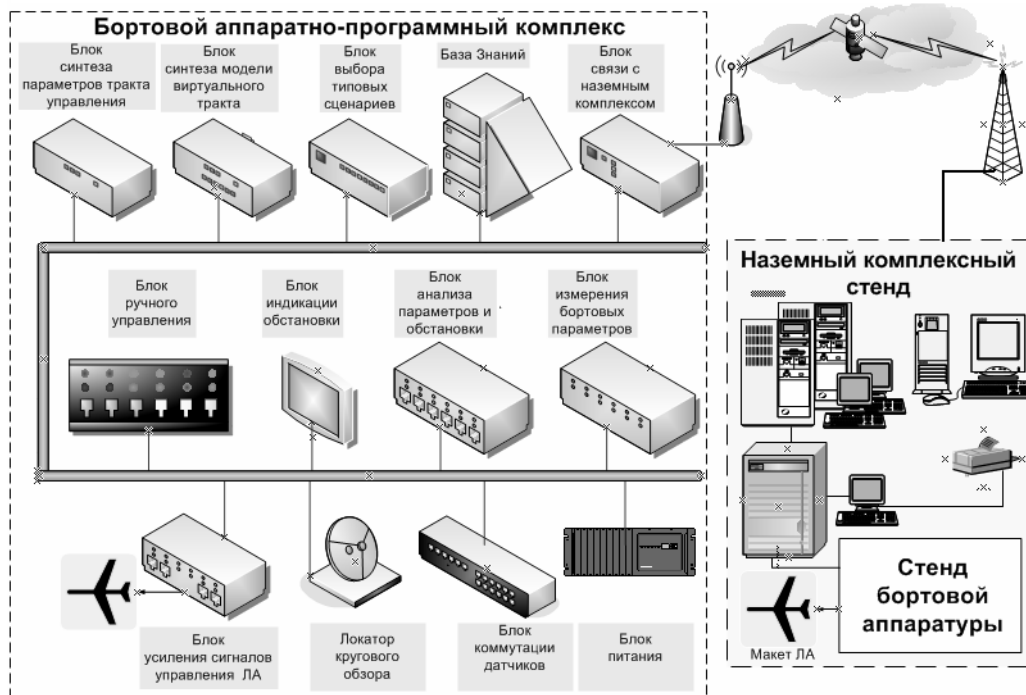 Бортовой аппаратно-программный комплекс
Блок
синтеза
параметров тракта
управления
Блок
синтеза модели
виртуального
тракта
Блок
выбора
типовых
сценариев
База Знаний
Блок
связи с
наземным
комплексом
Блок
ручного
управления
Блок
индикации
обстановки
Блок
анализа
параметров и
обстановки
Блок
измерения
бортовых
параметров
Блок
усиления сигналов
управления ЛА
Локатор
кругового
обзора
Блок
коммутации
датчиков
Блок
питания
Наземный комплексный
стенд
Стенд
бортовой
аппаратуры
Макет ЛА